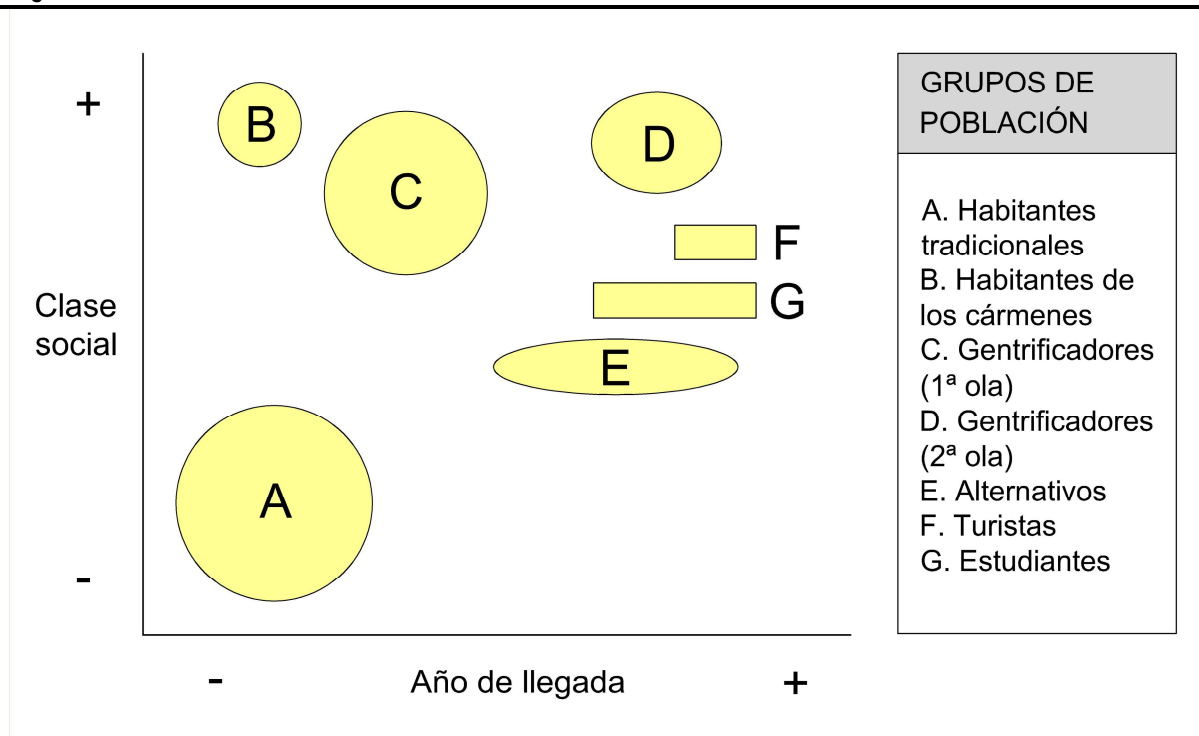 +
B
C
D
F
G
E
A
Clase
social
-
- Año de llegada +
GRUPOS DE
POBLACIÓN
A. Habitantes
tradicionales
B. Habitantes de
los cármenes
C. Gentrificadores
(1ª ola)
D. Gentrificadores
(2ª ola)
E. Alternativos
F. Turistas
G. Estudiantes